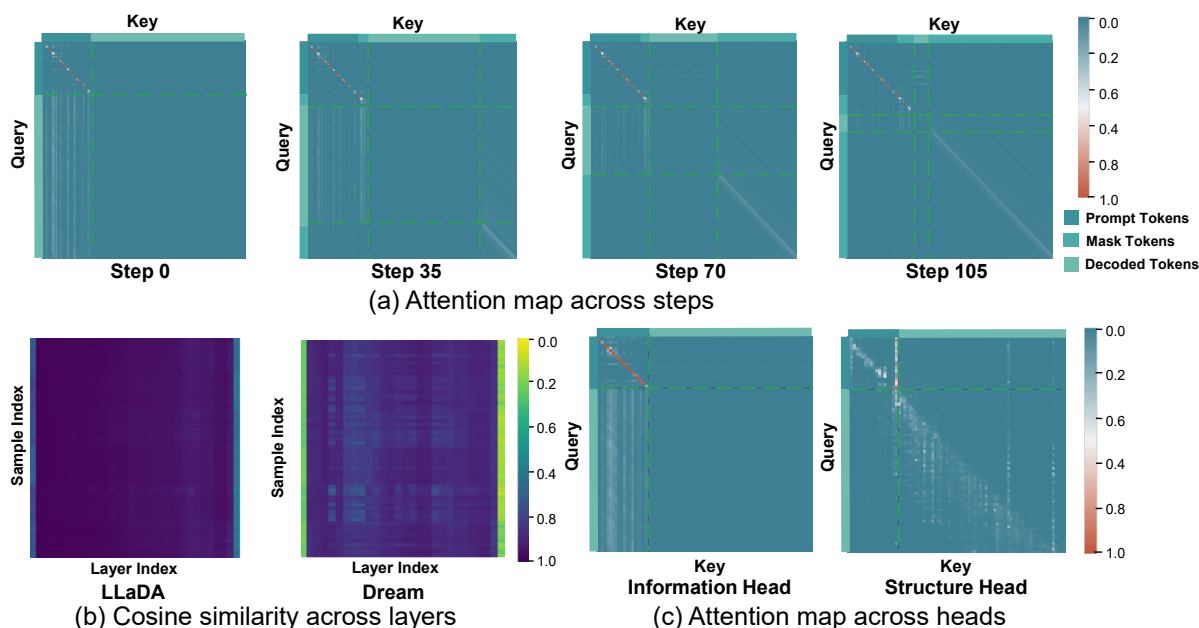 Key
Key
Key
Key
Query
Query
Query
Query
0.0
0.2
0.4
0.6
0.8
1.0
Prompt Tokens
Mask Tokens
Decoded Tokens
Step 0
Step 35
Step 70
Step 105
(a) Attention map across steps
Sample Index
Sample Index
0.0
0.2
0.4
0.6
0.8
1.0
Layer Index
Layer Index
LLaDA
Dream
(b) Cosine similarity across layers
Query
Query
0.0
0.2
0.4
0.6
0.8
1.0
Key
Key
Information Head
Structure Head
(c) Attention map across heads